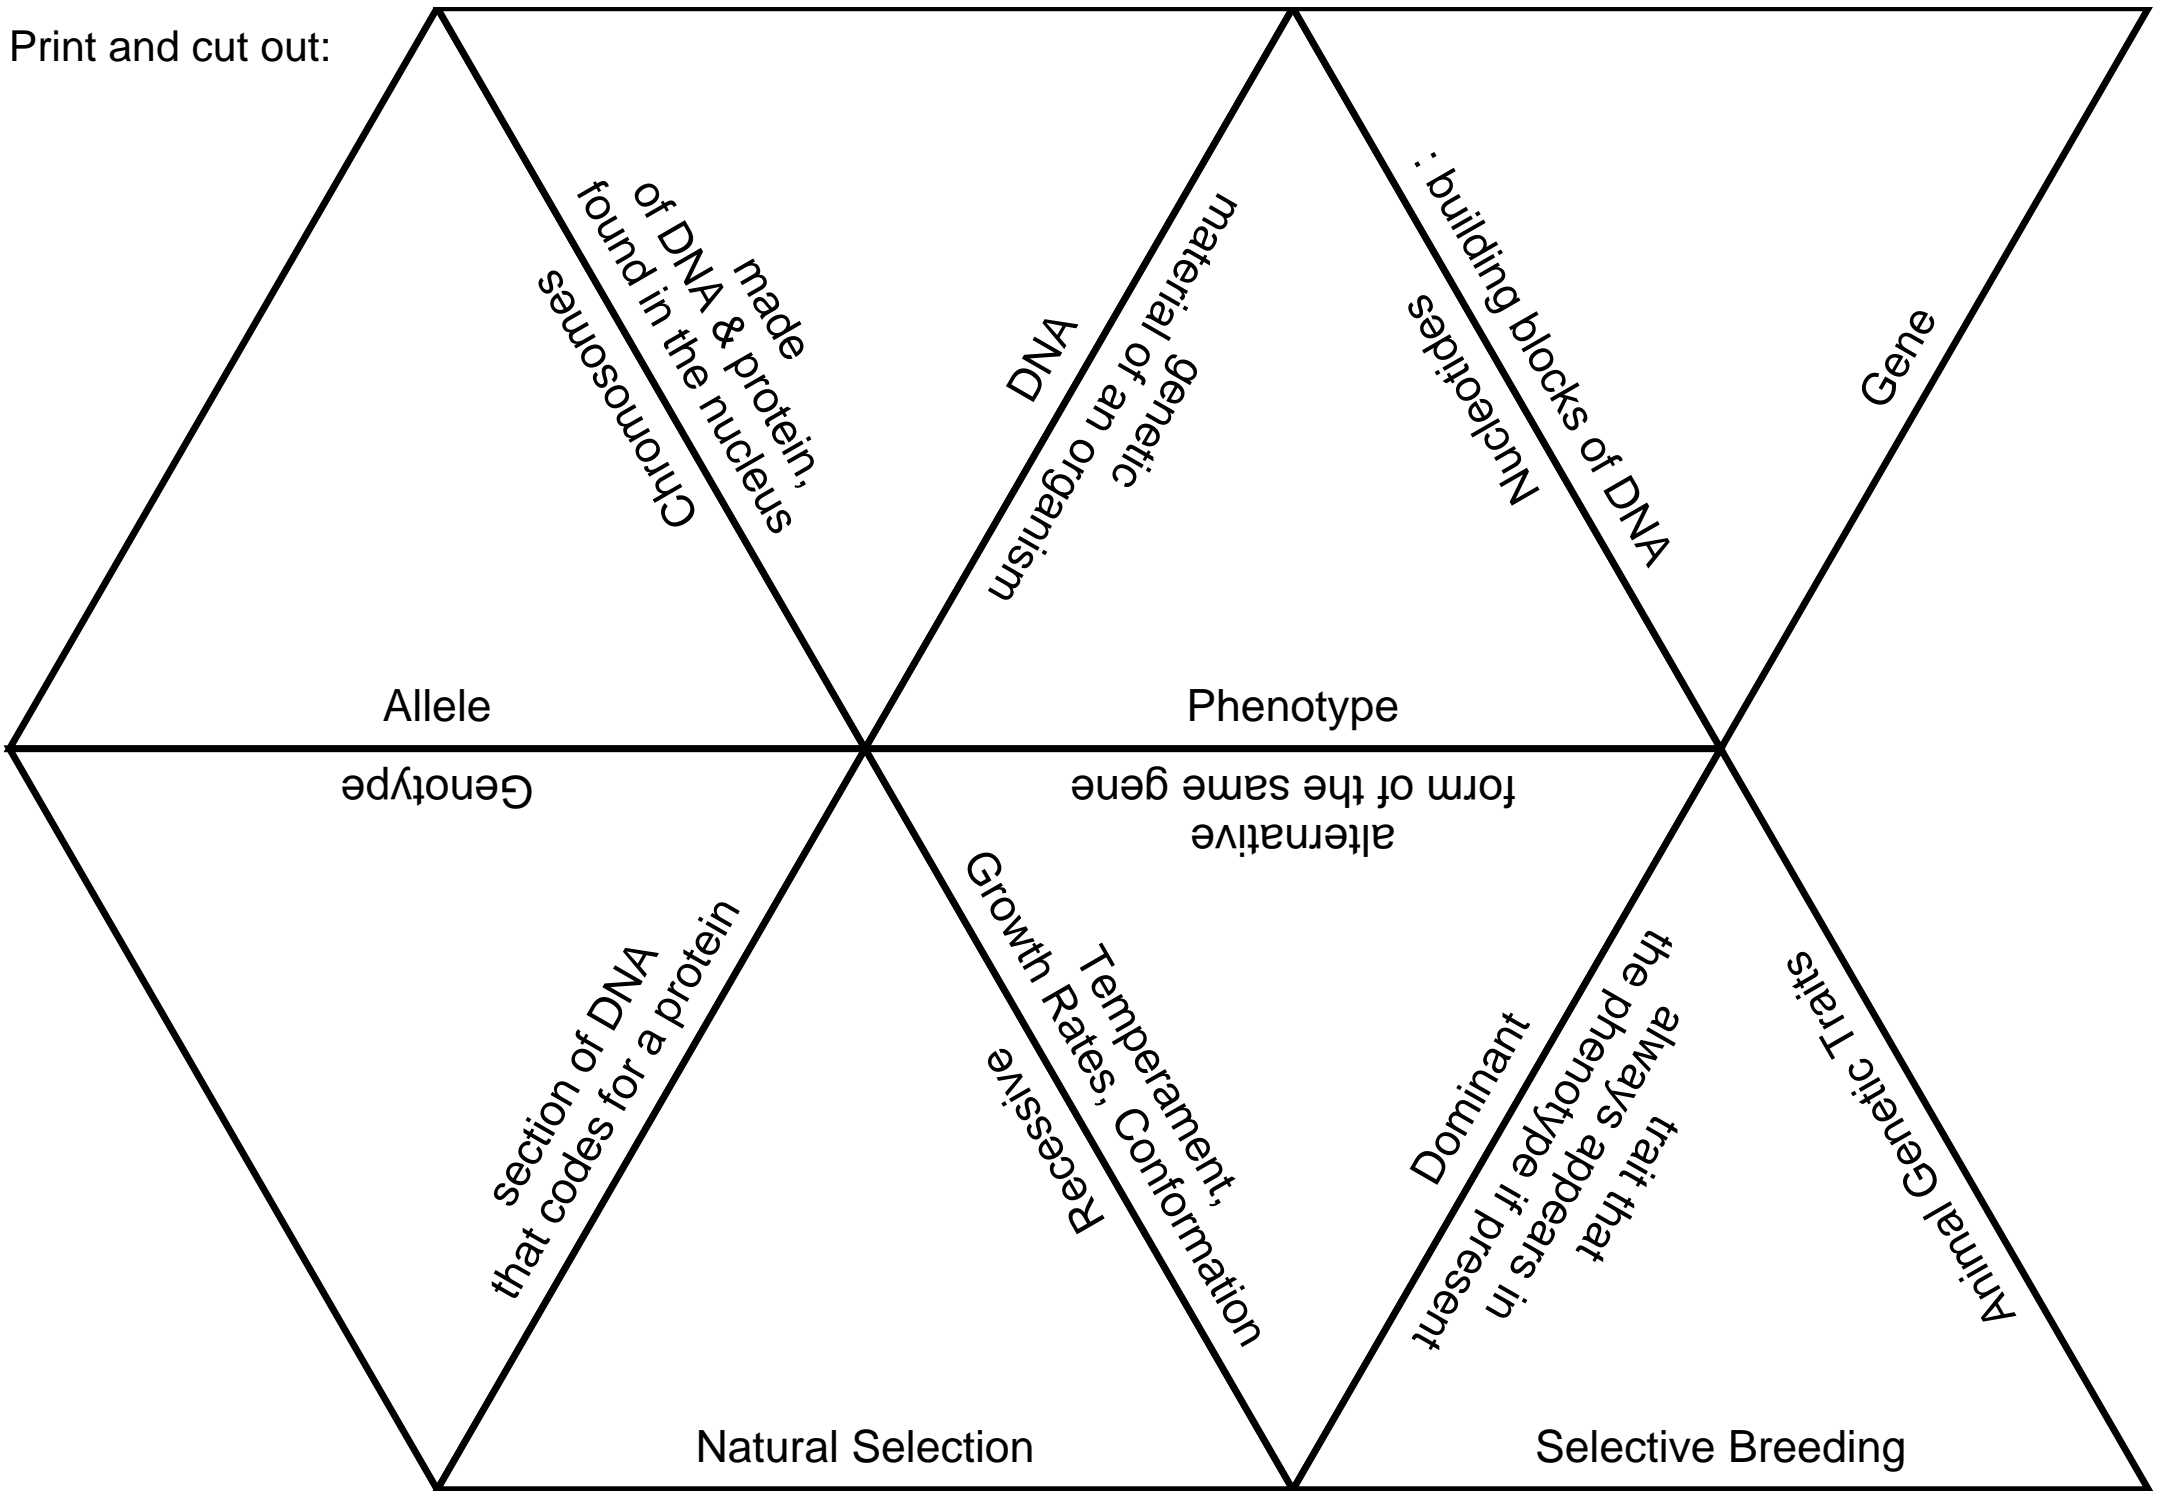 Print and cut out:
Chromosomes
made
of DNA & protein,
found in the nucleus
DNA
genetic
material of an organism
Nucleotides
: building blocks of DNA
Gene
Allele
Phenotype
Genotype
section of DNA
that codes for a protein
Recessive
alternative
form of the same gene
Temperament,
Growth Rates, Conformation
Dominant
trait that
always appears in
the phenotype if present
Animal Genetic Traits
Natural Selection
Selective Breeding